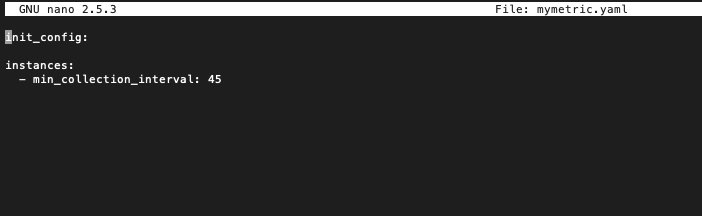 GNU nano 2.5.3 File: mymetric.yaml
init_config:
instances:
  - min_collection_interval: 45